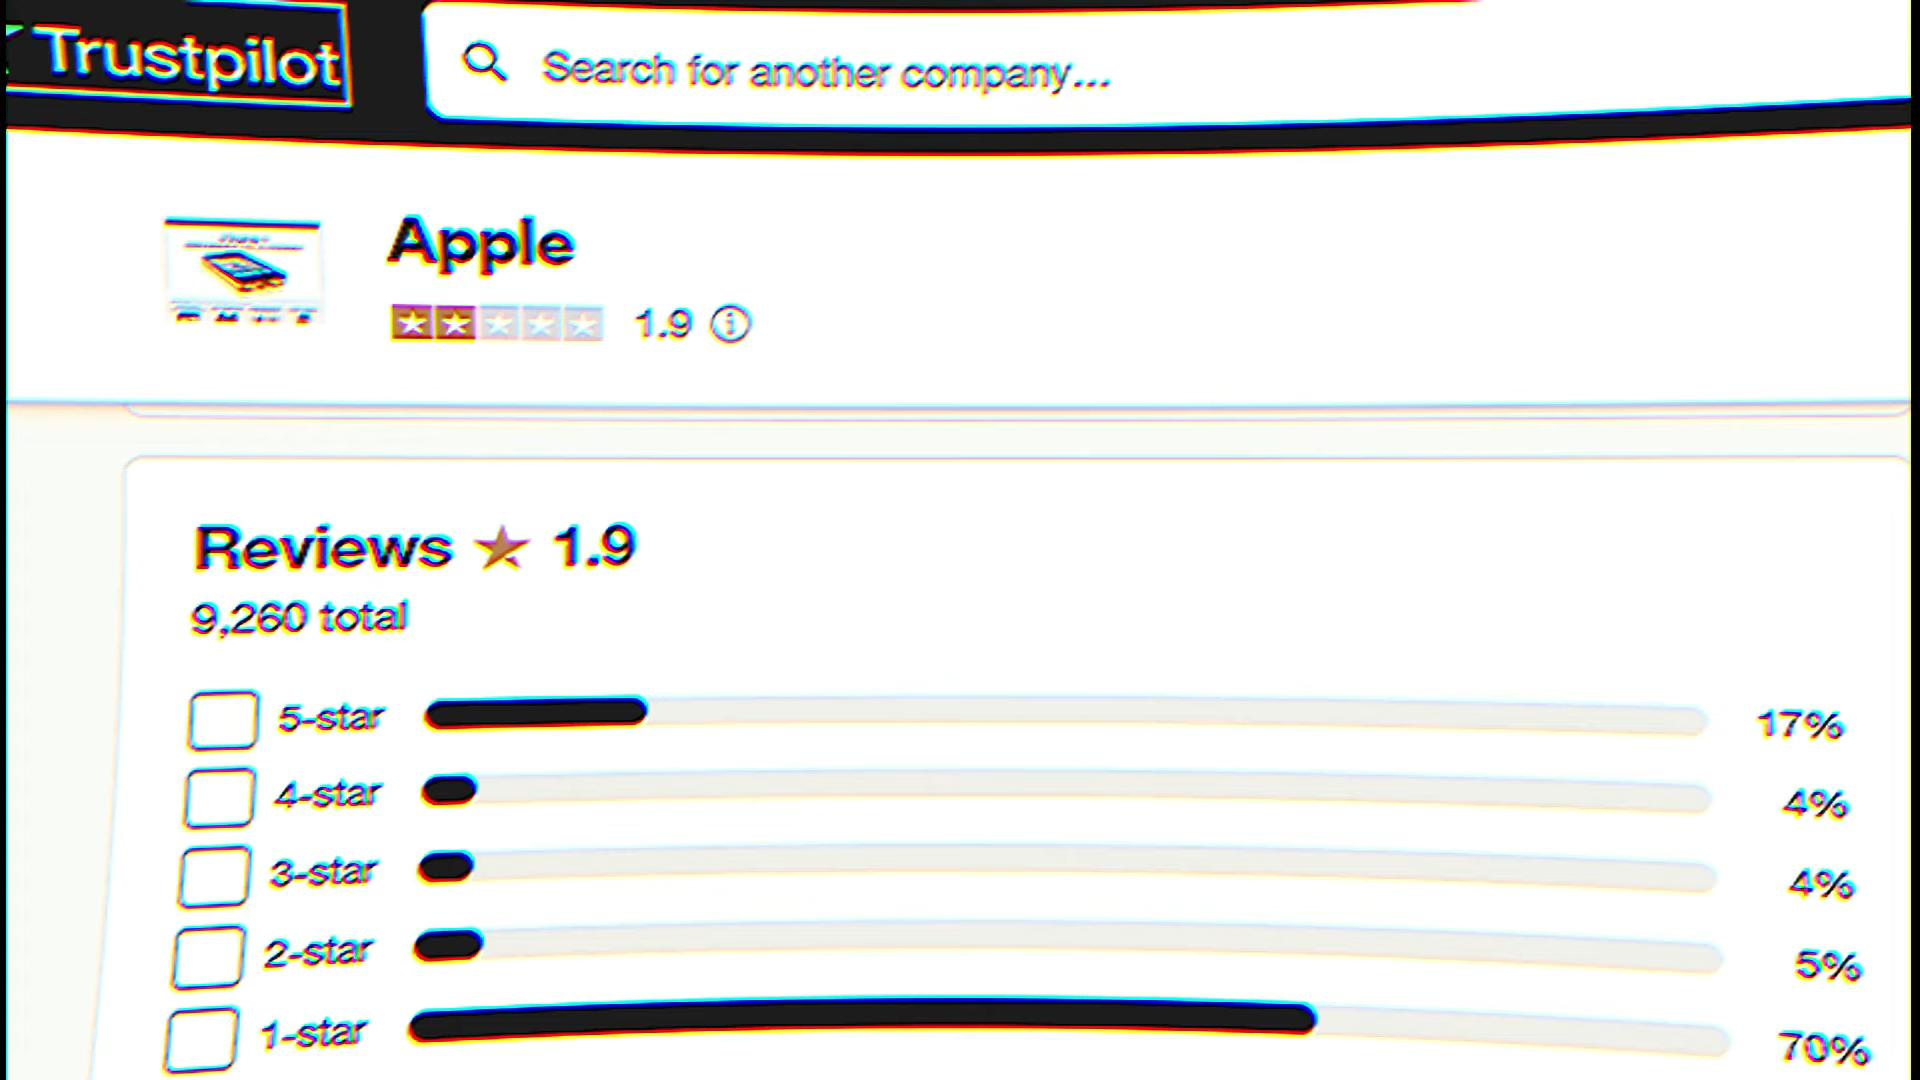 Trustpilot
Search for another company...
Apple
1.9
Reviews ★ 1.9
9,260 total
5-star 17%
4-star 4%
3-star 4%
2-star 5%
1-star 70%